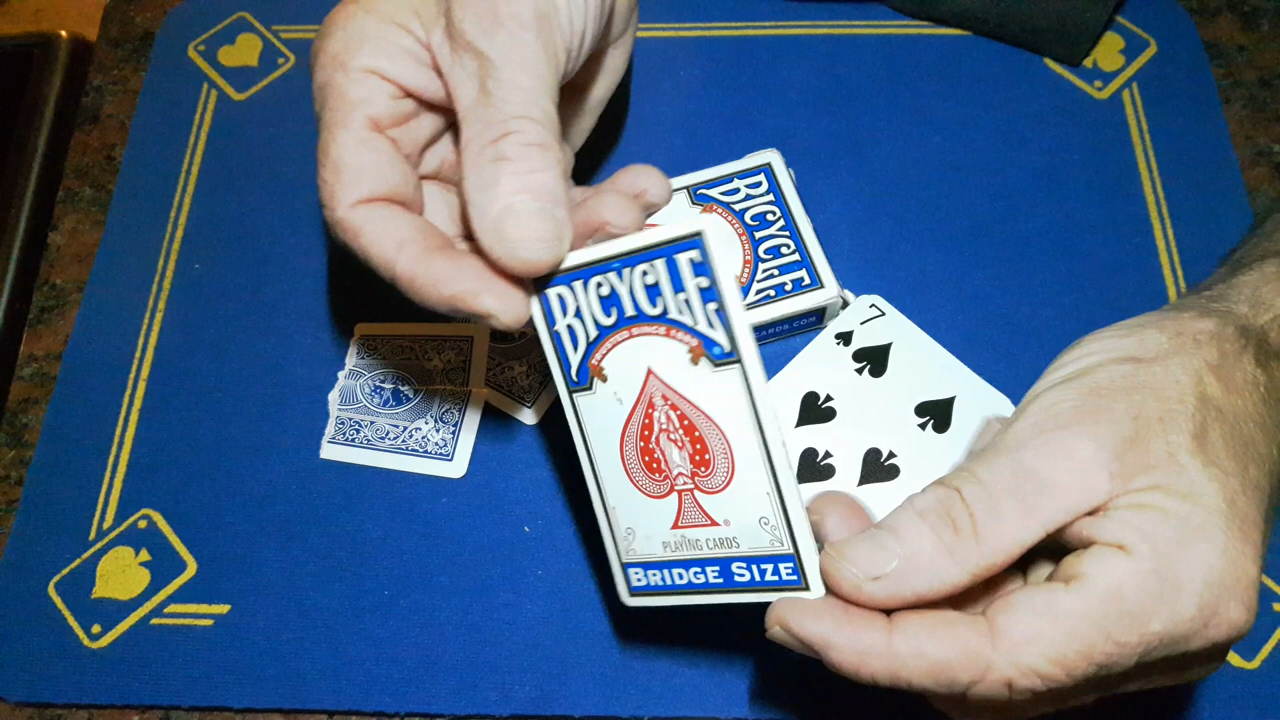 BICYCLE
TRUSTED SINCE 1885
CARDS.COM
7
BICYCLE
TRUSTED SINCE 1885
®
PLAYING CARDS
BRIDGE SIZE